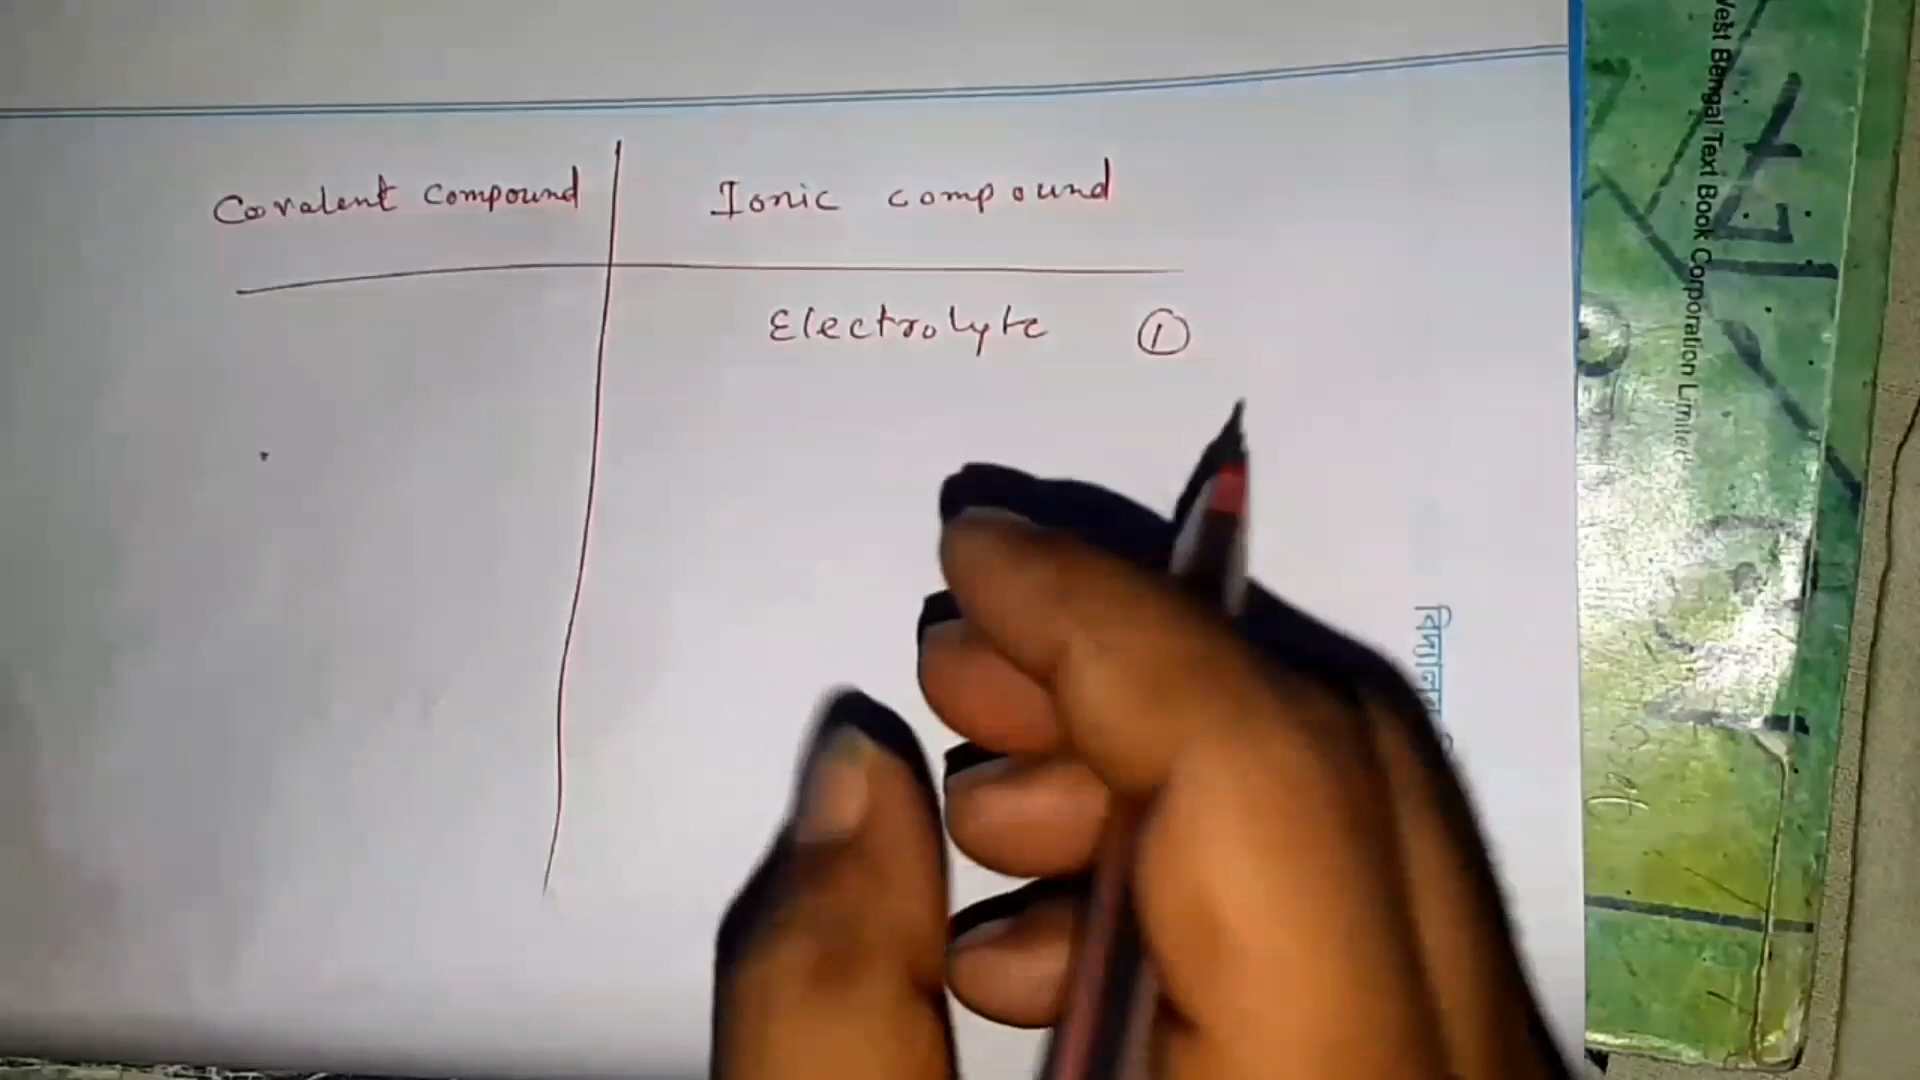 Covalent compound
Ionic compound
Electrolyte ①
West Bengal Text Book Corporation Limited